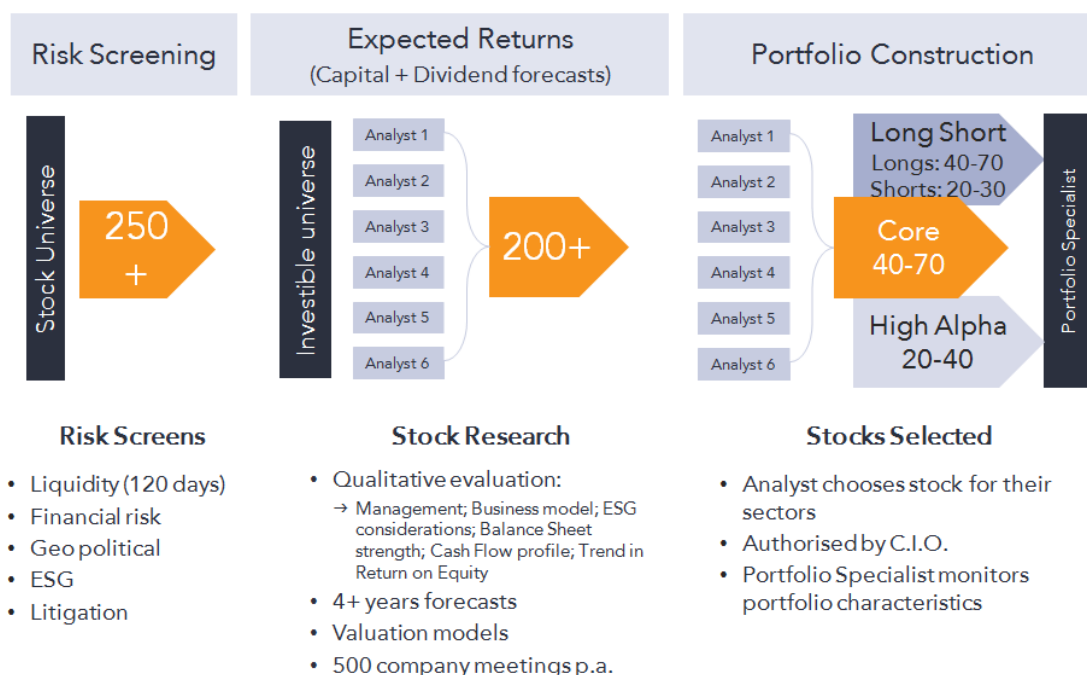 Risk Screening
Expected Returns
(Capital + Dividend forecasts)
Portfolio Construction
Stock Universe
250
+
Investible universe
Analyst 1
Analyst 2
Analyst 3
Analyst 4
Analyst 5
Analyst 6
200+
Analyst 1
Analyst 2
Analyst 3
Analyst 4
Analyst 5
Analyst 6
Long Short
Longs: 40-70
Shorts: 20-30
Core
40-70
High Alpha
20-40
Portfolio Specialist
Risk Screens
• Liquidity (120 days)
• Financial risk
• Geo political
• ESG
• Litigation
Stock Research
• Qualitative evaluation:
→ Management; Business model; ESG
considerations; Balance Sheet
strength; Cash Flow profile; Trend in
Return on Equity
• 4+ years forecasts
• Valuation models
• 500 company meetings p.a.
Stocks Selected
• Analyst chooses stock for their
sectors
• Authorised by C.I.O.
• Portfolio Specialist monitors
portfolio characteristics